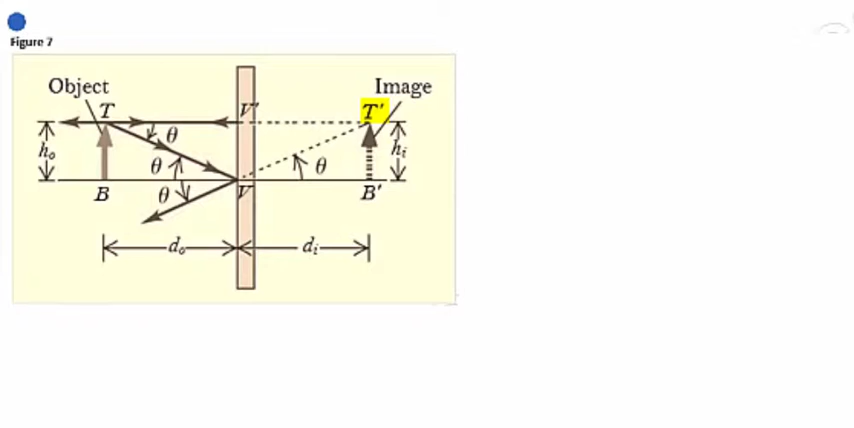 Figure 7
Object
Image
T
V'
T'
θ
hₒ
θ
θ
hᵢ
B
θ
V
B'
dₒ
dᵢ